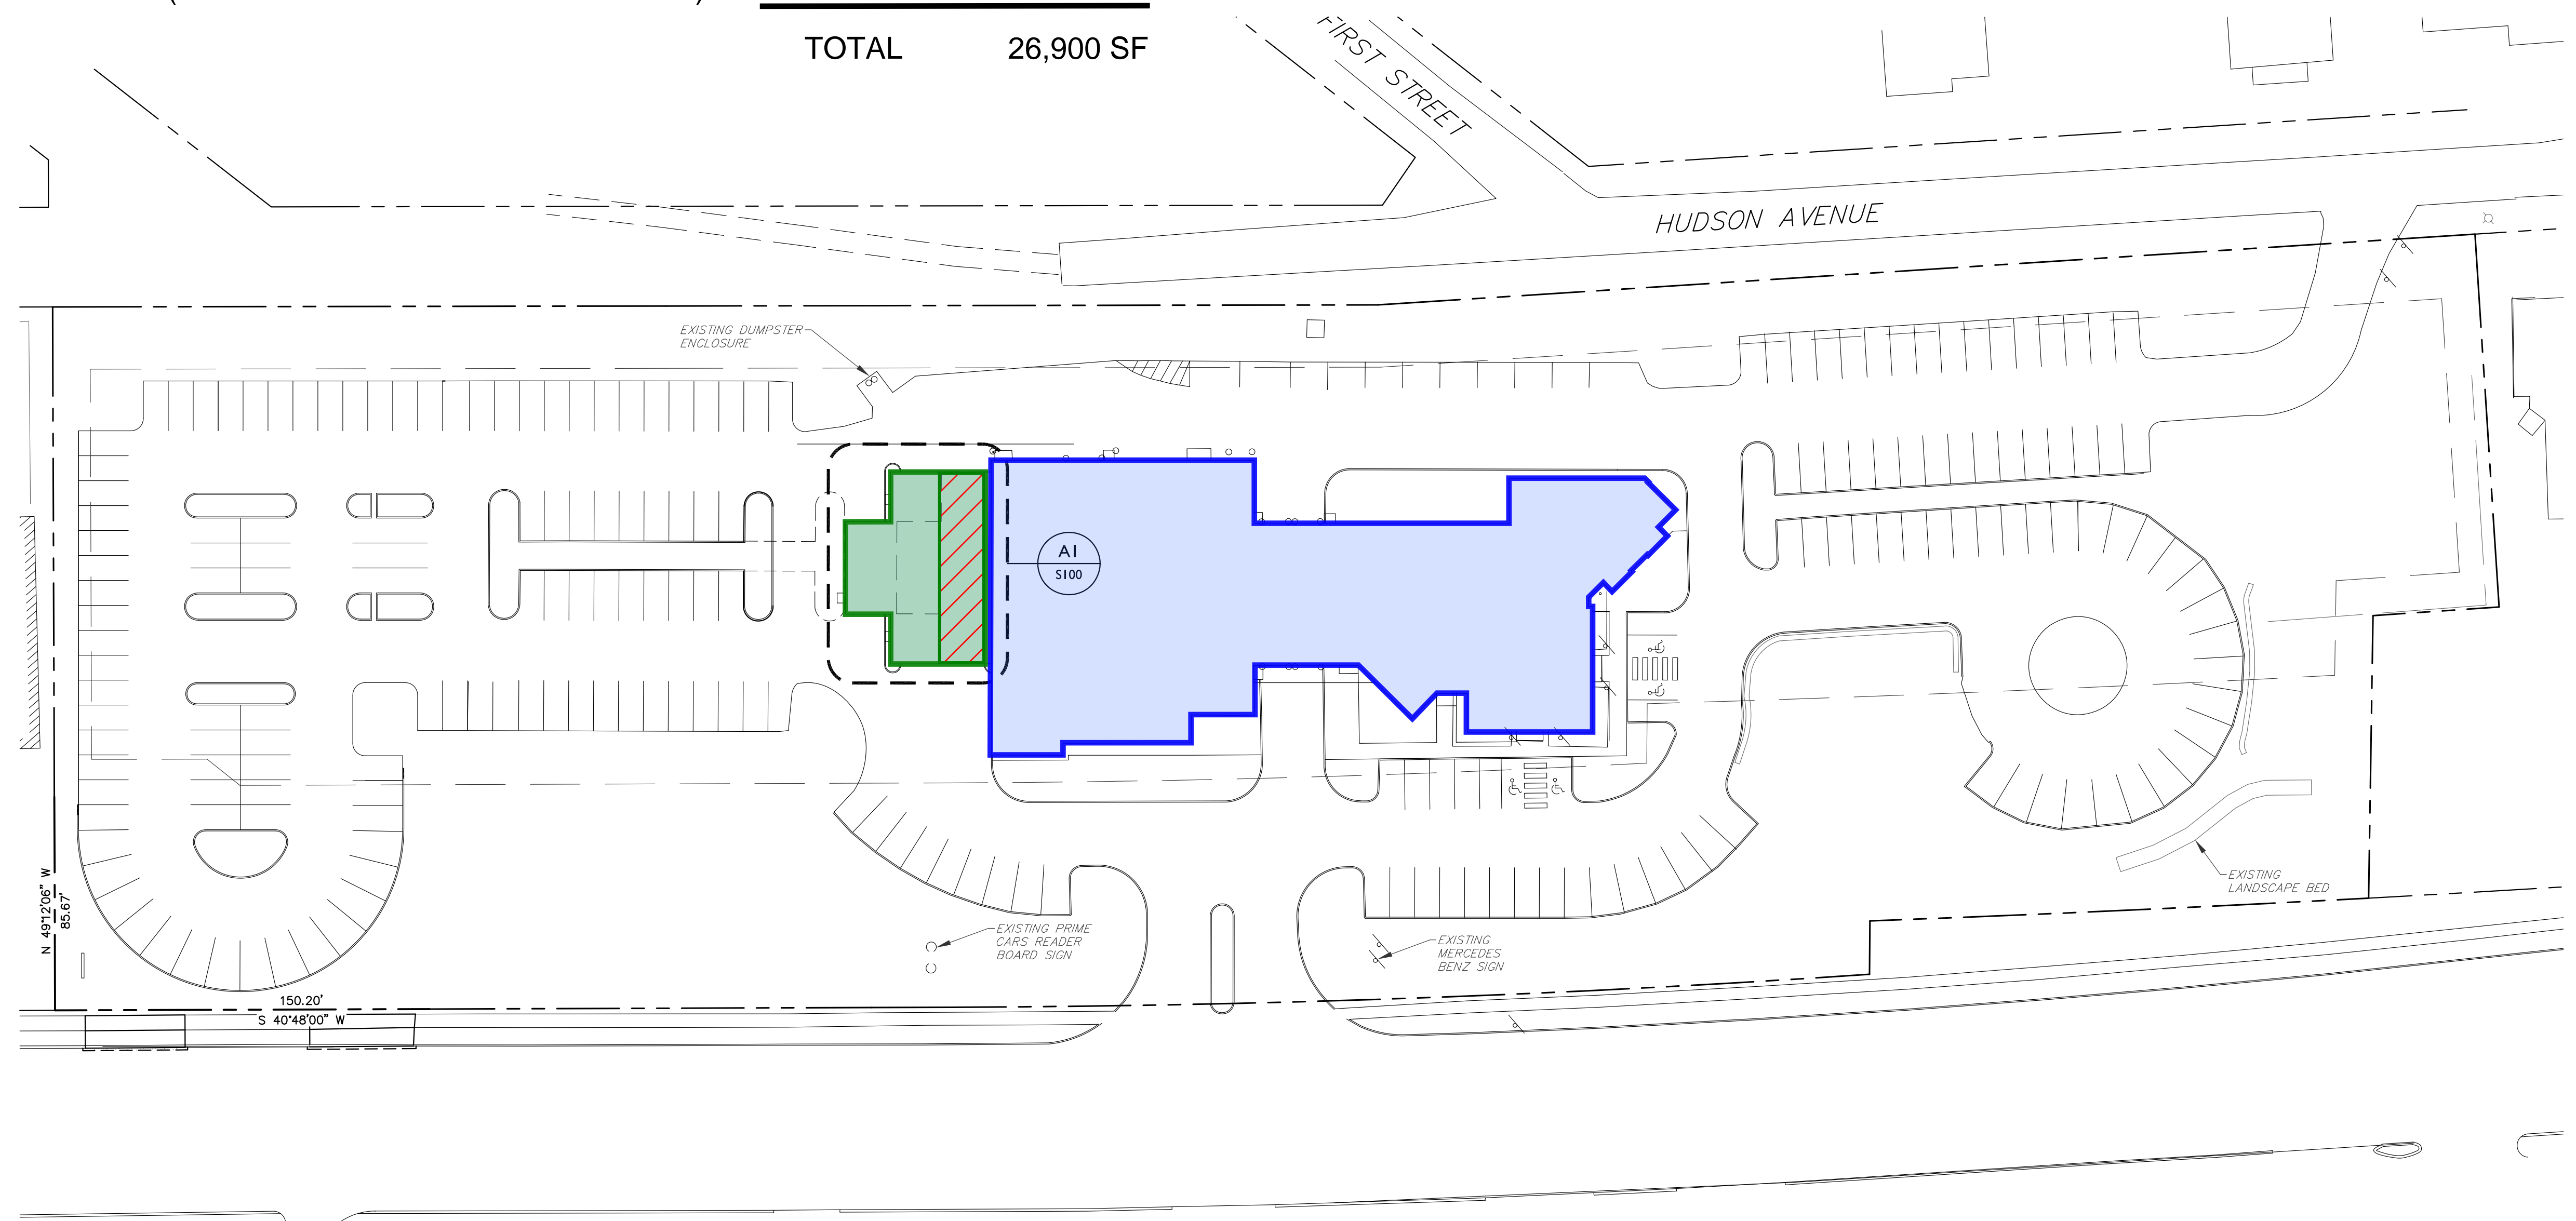 TOTAL 26,900 SF
FIRST STREET
HUDSON AVENUE
EXISTING DUMPSTER
ENCLOSURE
A1
S100
N 49°12'06" W
85.67'
150.20'
S 40°48'00" W
EXISTING PRIME
CARS READER
BOARD SIGN
EXISTING
MERCEDES
BENZ SIGN
EXISTING
LANDSCAPE BED